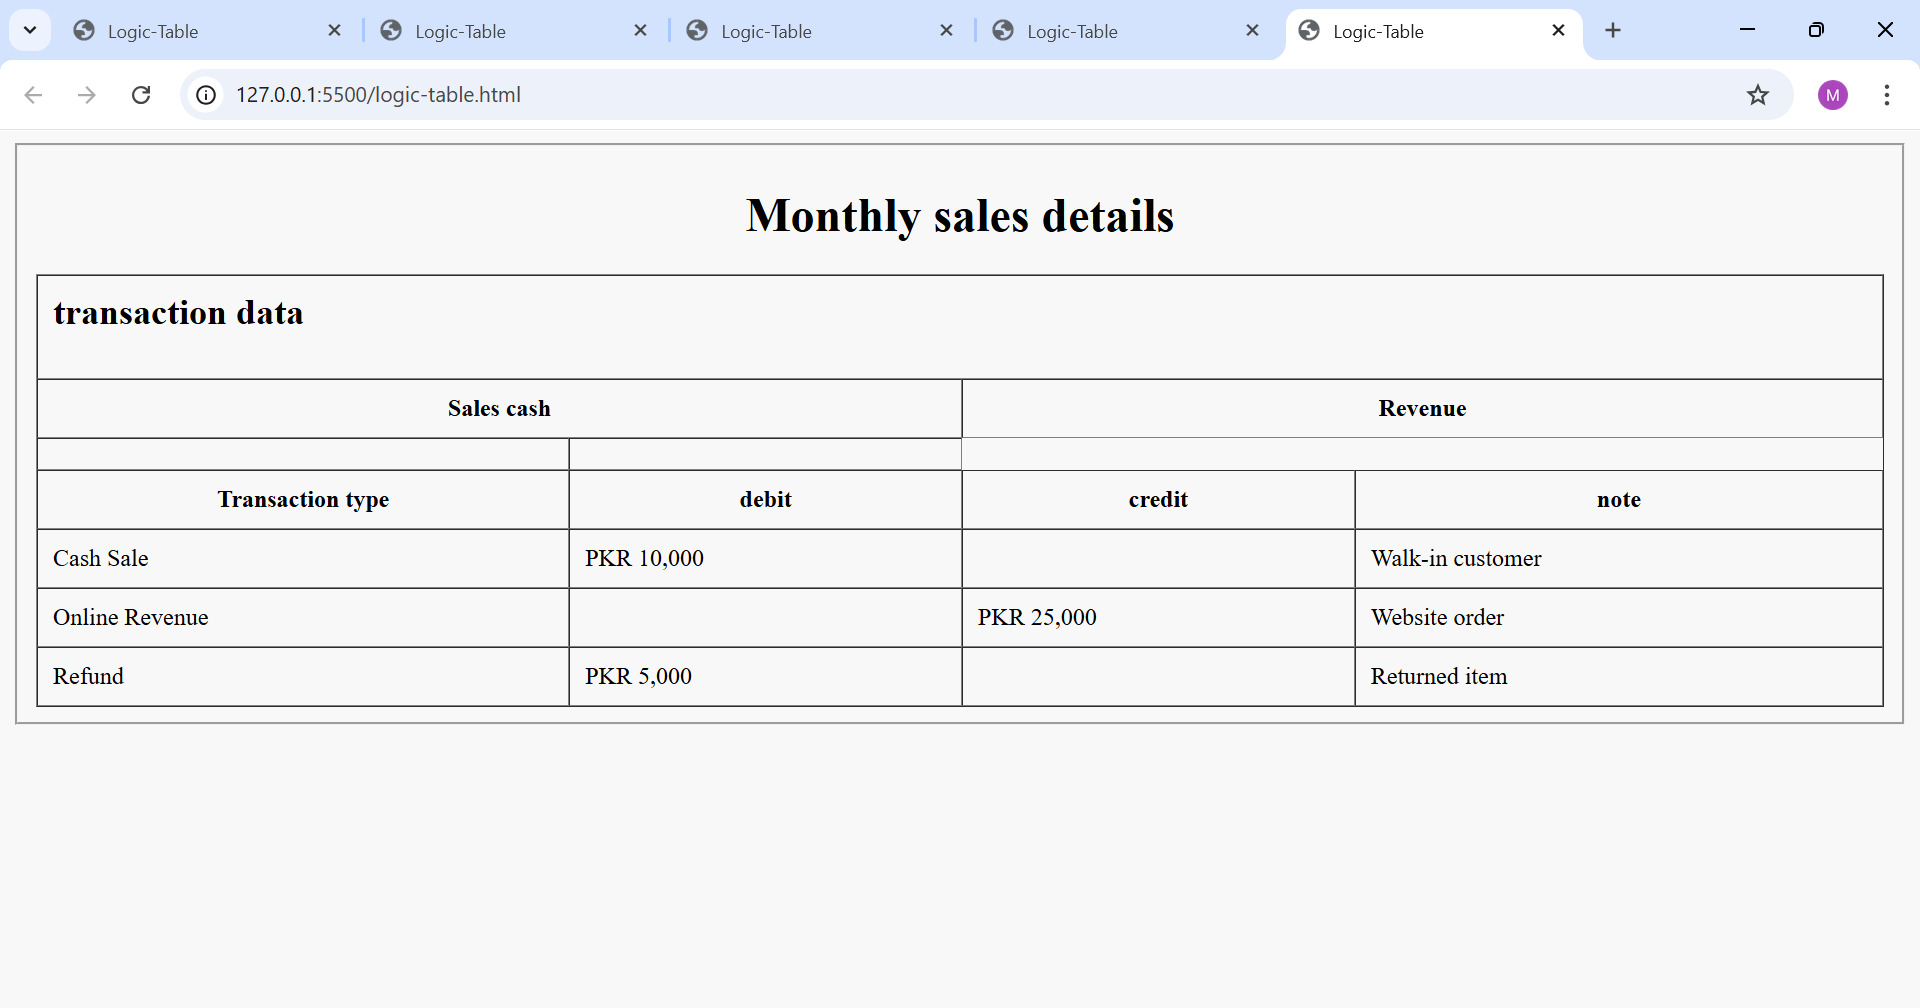 Logic-Table Logic-Table Logic-Table Logic-Table Logic-Table
127.0.0.1:5500/logic-table.html M
Monthly sales details
transaction data
Sales cash Revenue
Transaction type debit credit note
Cash Sale PKR 10,000 Walk-in customer
Online Revenue PKR 25,000 Website order
Refund PKR 5,000 Returned item